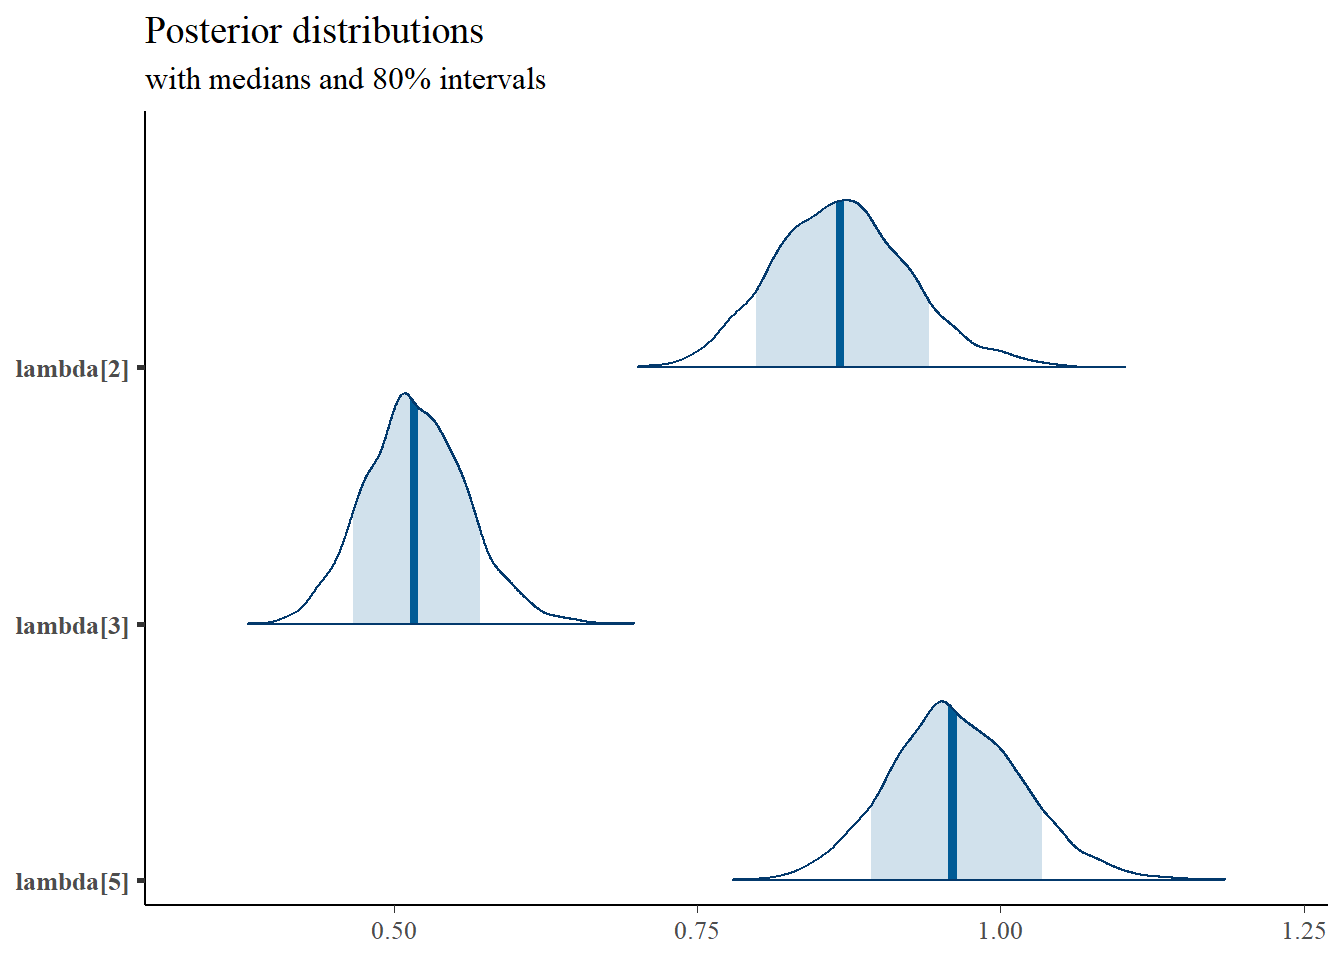 Posterior distributions
with medians and 80% intervals
lambda[2]
lambda[3]
lambda[5]
0.50 0.75 1.00 1.25